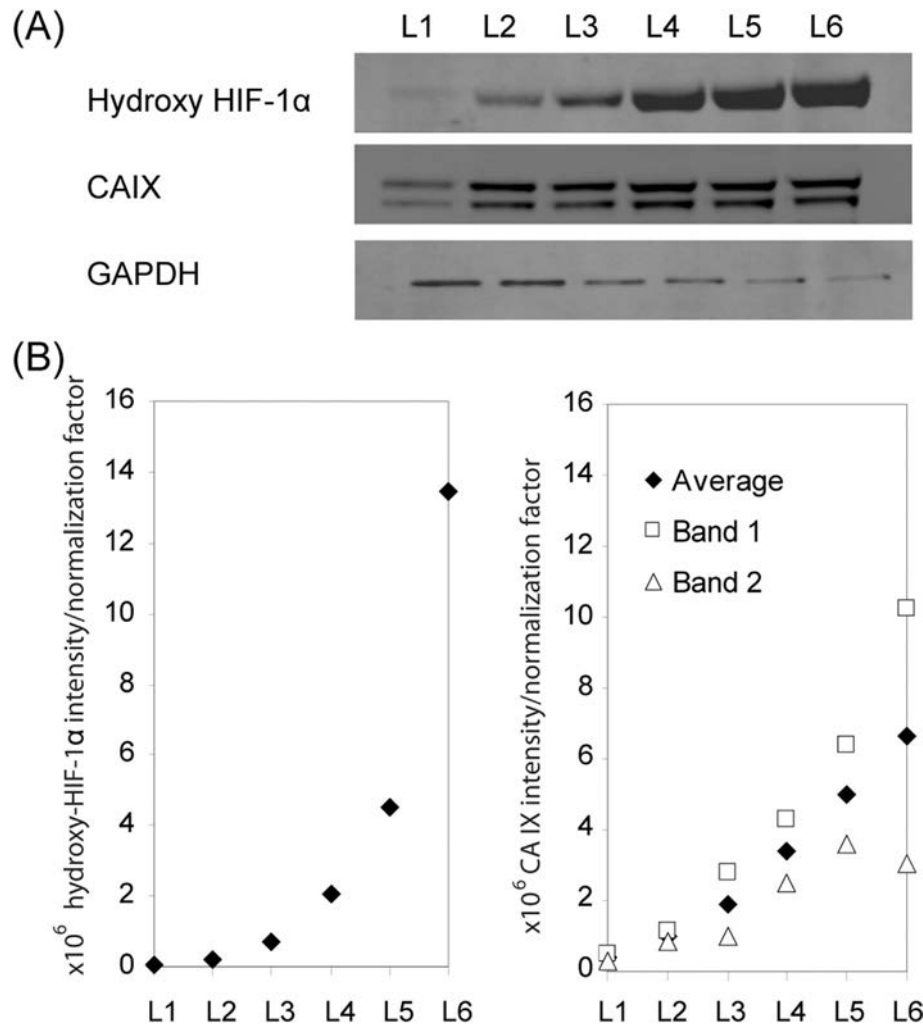 (A)
L1 L2 L3 L4 L5 L6
Hydroxy HIF-1α
CAIX
GAPDH
(B)
x10⁶ hydroxy-HIF-1α intensity/normalization factor
16
14
12
10
8
6
4
2
0
L1 L2 L3 L4 L5 L6
x10⁶ CA IX intensity/normalization factor
16
14
12
10
8
6
4
2
0
Average
Band 1
Band 2
L1 L2 L3 L4 L5 L6